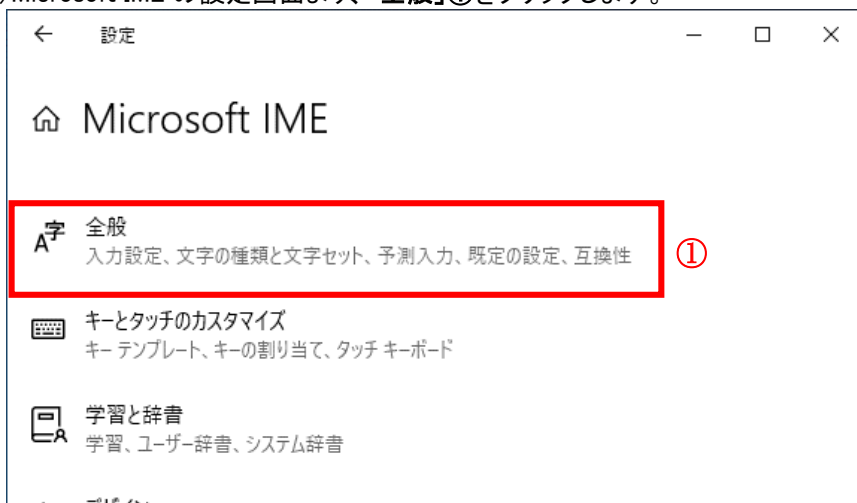 Microsoft IME の設定画面より、「全般」①をクリックします。
設定
Microsoft IME
全般
入力設定、文字の種類と文字セット、予測入力、既定の設定、互換性
①
キーとタッチのカスタマイズ
キー テンプレート、キーの割り当て、タッチ キーボード
学習と辞書
学習、ユーザー辞書、システム辞書